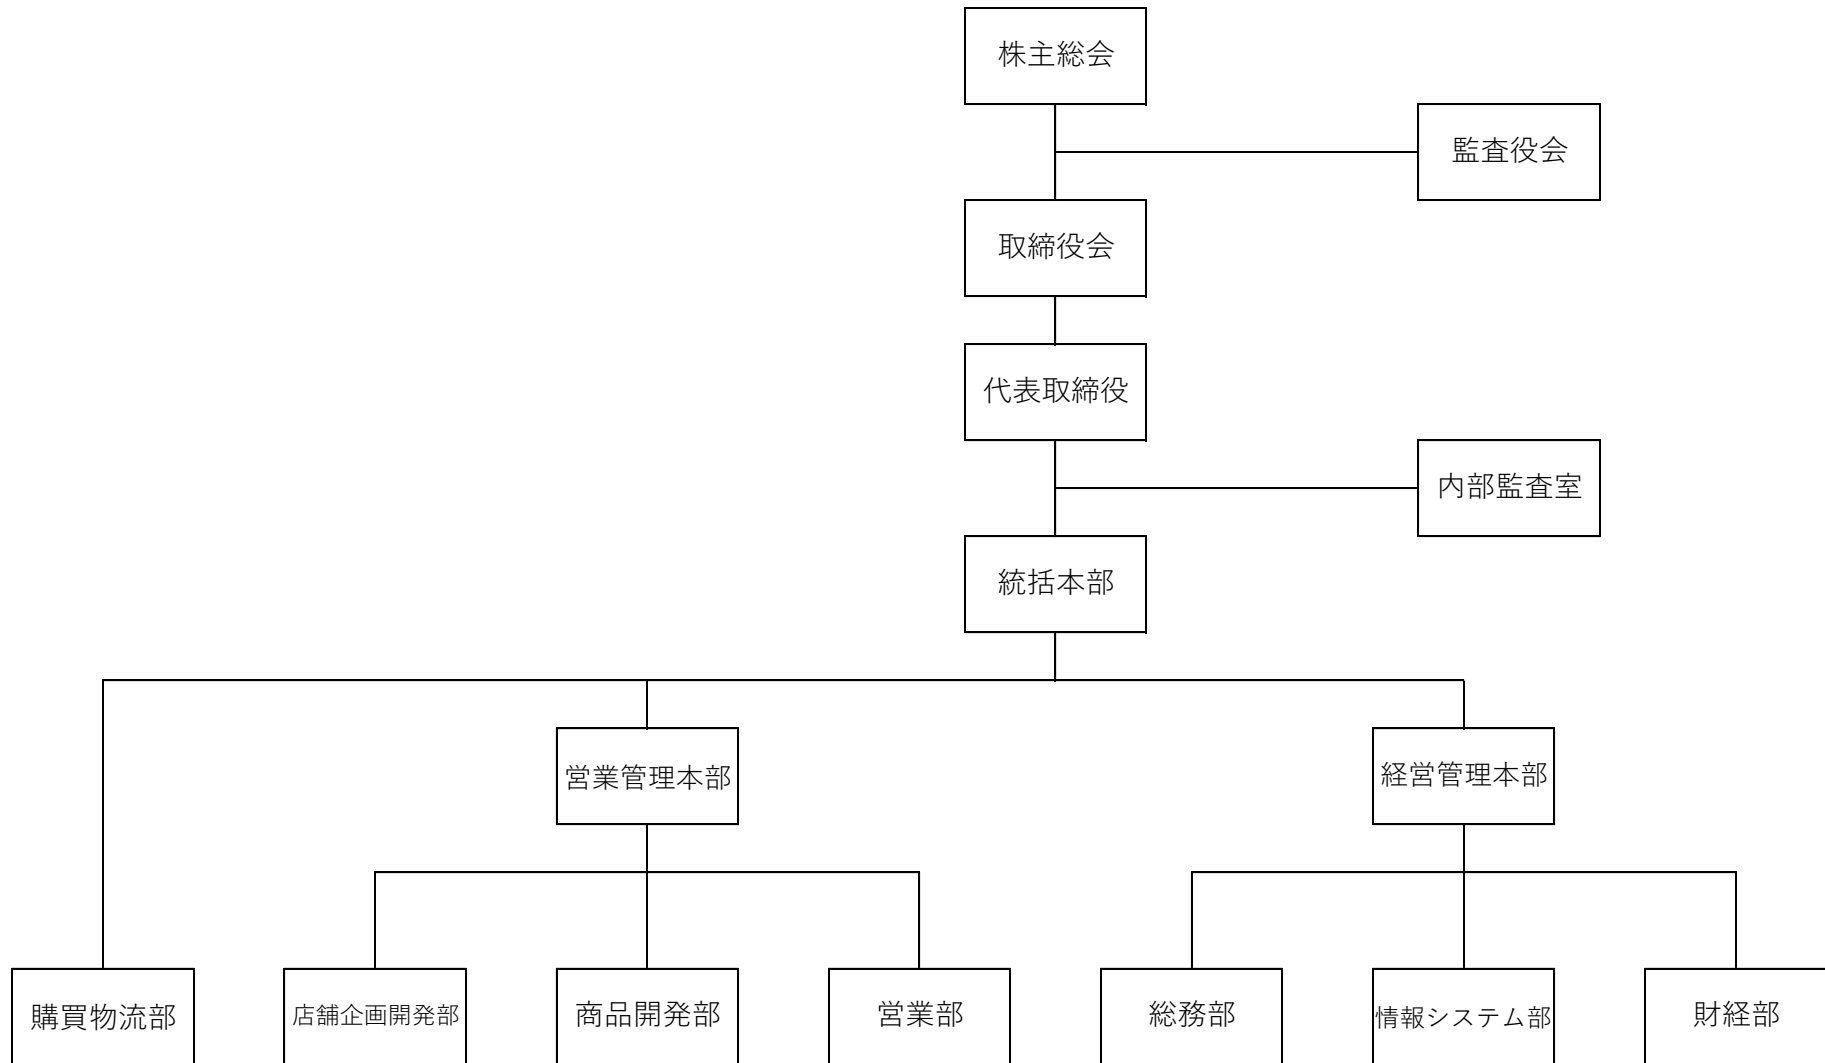 株主総会
監査役会
取締役会
代表取締役
内部監査室
統括本部
営業管理本部
経営管理本部
購買物流部
店舗企画開発部
商品開発部
営業部
総務部
情報システム部
財経部